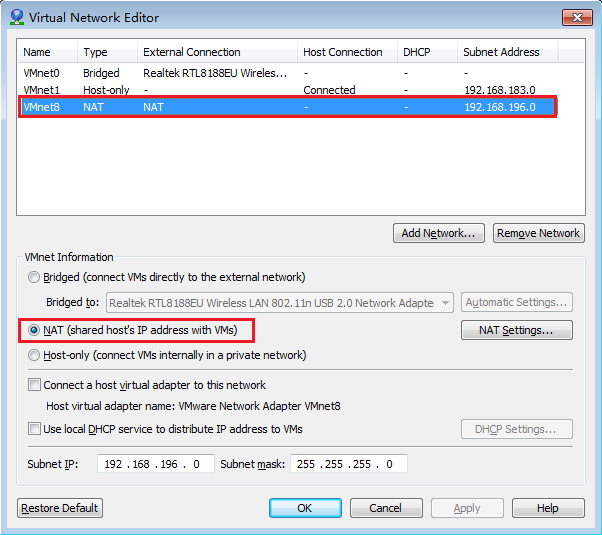 Virtual Network Editor
Name Type External Connection Host Connection DHCP Subnet Address
VMnet0 Bridged Realtek RTL8188EU Wireles... - - -
VMnet1 Host-only - Connected - 192.168.183.0
VMnet8 NAT NAT - - 192.168.196.0
Add Network... Remove Network
VMnet Information
Bridged (connect VMs directly to the external network)
Bridged to: Realtek RTL8188EU Wireless LAN 802.11n USB 2.0 Network Adapte Automatic Settings...
NAT (shared host's IP address with VMs) NAT Settings...
Host-only (connect VMs internally in a private network)
Connect a host virtual adapter to this network
Host virtual adapter name: VMware Network Adapter VMnet8
Use local DHCP service to distribute IP address to VMs DHCP Settings...
Subnet IP: 192 . 168 . 196 . 0 Subnet mask: 255 . 255 . 255 . 0
Restore Default OK Cancel Apply Help